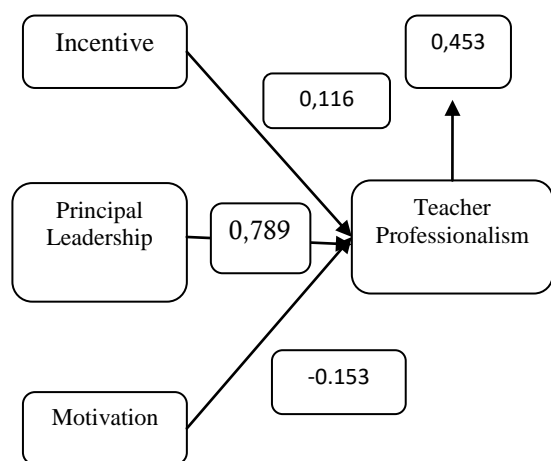 Incentive
0,453
0,116
Principal
Leadership
0,789
Teacher
Professionalism
-0.153
Motivation